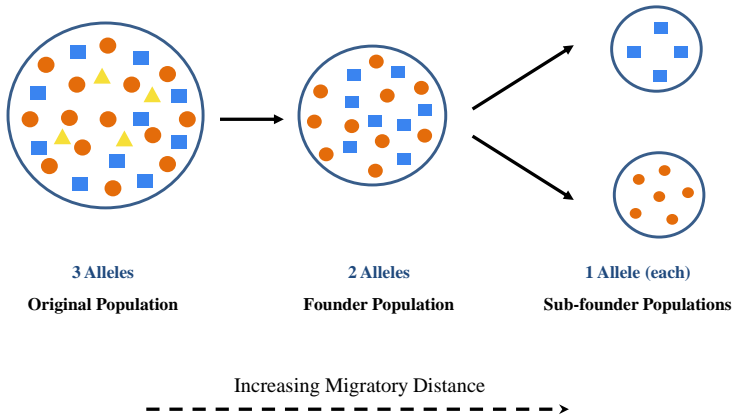 3 Alleles
2 Alleles
1 Allele (each)
Original Population
Founder Population
Sub-founder Populations
Increasing Migratory Distance